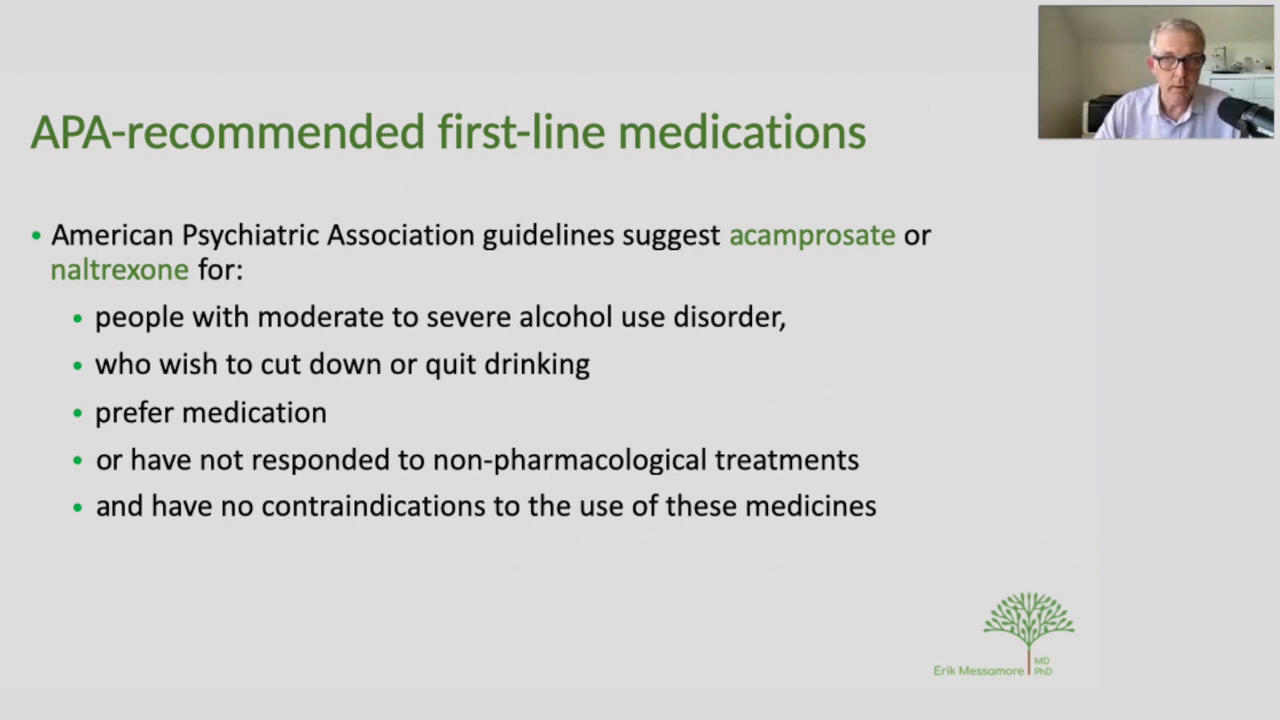 APA-recommended first-line medications
• American Psychiatric Association guidelines suggest acamprosate or
naltrexone for:
• people with moderate to severe alcohol use disorder,
• who wish to cut down or quit drinking
• prefer medication
• or have not responded to non-pharmacological treatments
• and have no contraindications to the use of these medicines
Erik Messamore MD
PhD